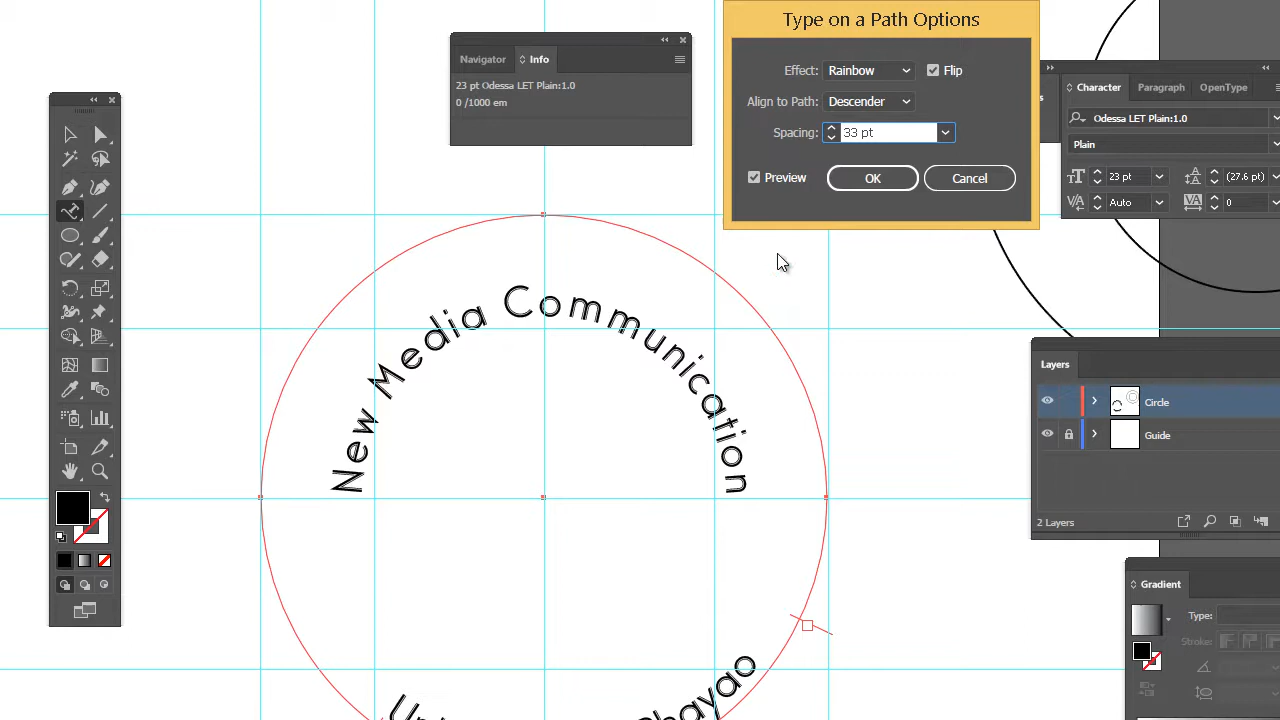 Type on a Path Options
Effect: Rainbow Flip
Align to Path: Descender
Spacing: 33 pt
Preview OK Cancel
Navigator Info
23 pt Odessa LET Plain:1.0
0 /1000 em
Character Paragraph OpenType
Odessa LET Plain:1.0
Plain
23 pt (27.6 pt)
Auto 0
New Media Communication
Layers
Circle
Guide
2 Layers
Gradient
Type:
Stroke: